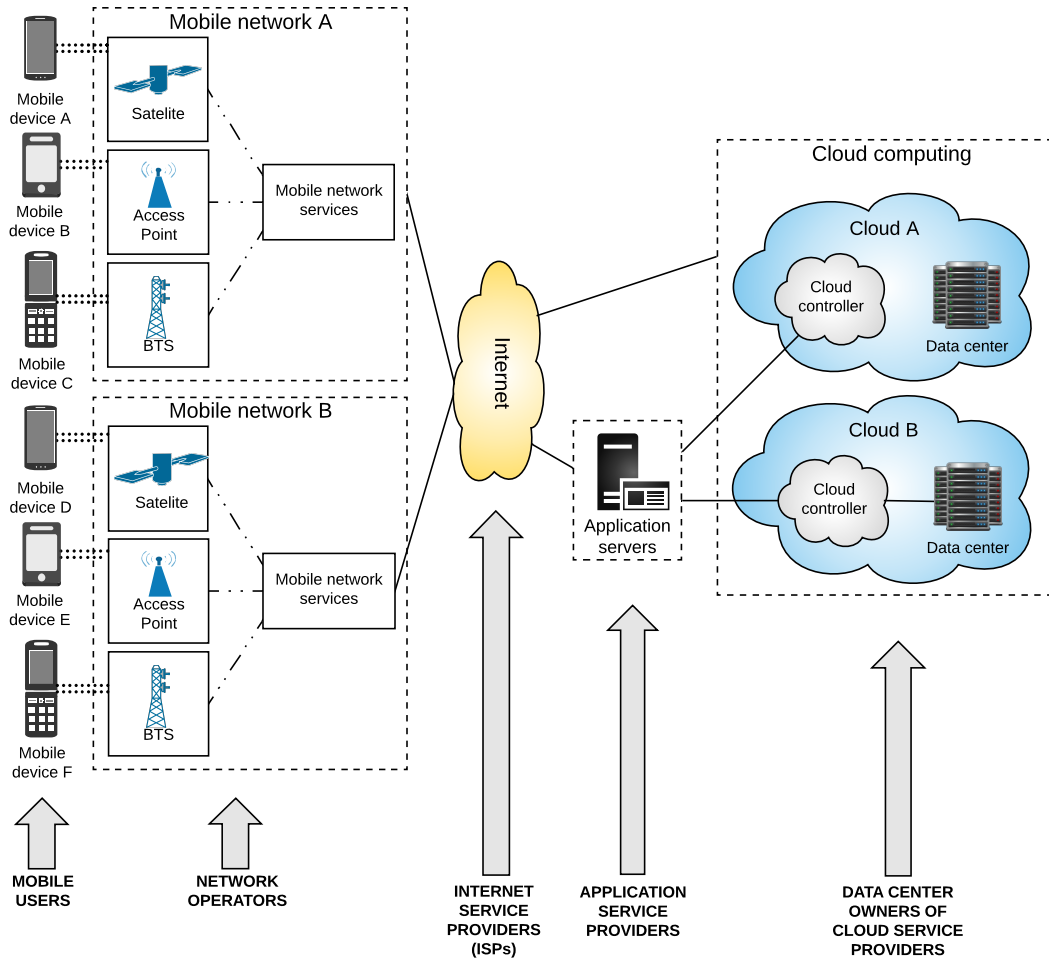 Mobile network A
Mobile
device A
Satelite
Mobile
device B
Access
Point
Mobile network
services
Mobile
device C
BTS
Mobile network B
Mobile
device D
Satelite
Mobile
device E
Access
Point
Mobile network
services
Mobile
device F
BTS
Internet
Application
servers
Cloud computing
Cloud A
Cloud
controller
Data center
Cloud B
Cloud
controller
Data center
MOBILE
USERS
NETWORK
OPERATORS
INTERNET
SERVICE
PROVIDERS
(ISPs)
APPLICATION
SERVICE
PROVIDERS
DATA CENTER
OWNERS OF
CLOUD SERVICE
PROVIDERS